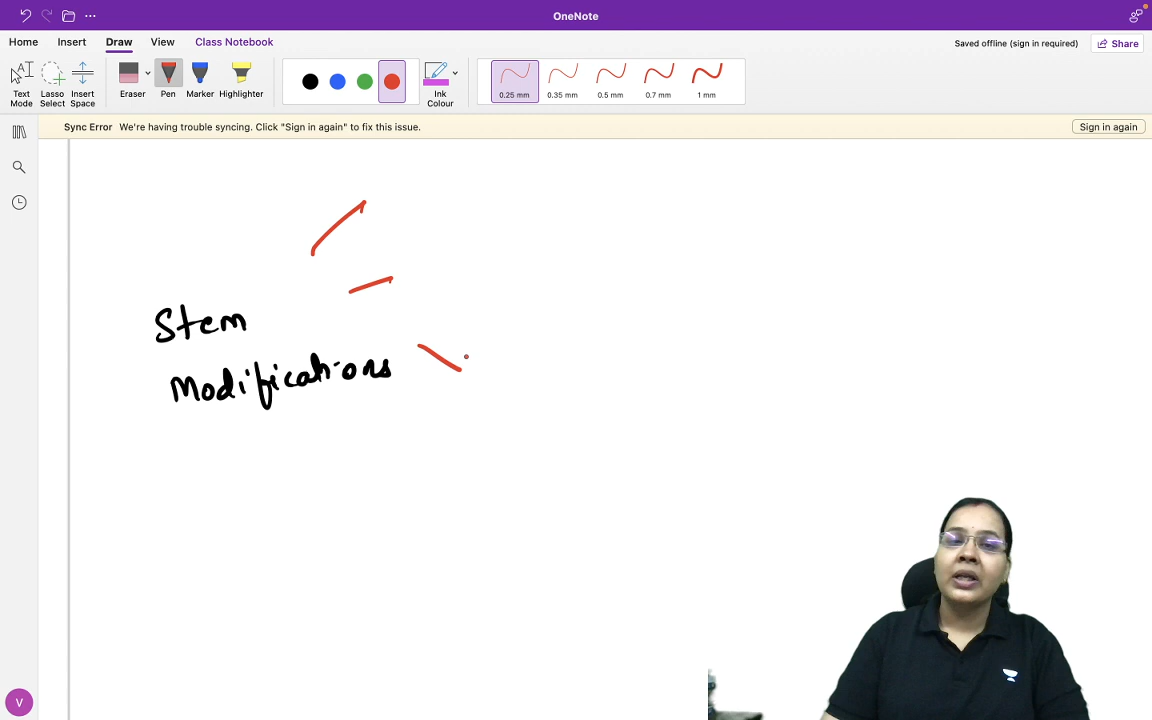 OneNote
Home Insert Draw View Class Notebook
Saved offline (sign in required) Share
Text Mode
Lasso Select
Insert Space
Eraser
Pen
Marker
Highlighter
Ink Colour
0.25 mm 0.35 mm 0.5 mm 0.7 mm 1 mm
Sync Error We're having trouble syncing. Click "Sign in again" to fix this issue. Sign in again
Stem
Modifications
V